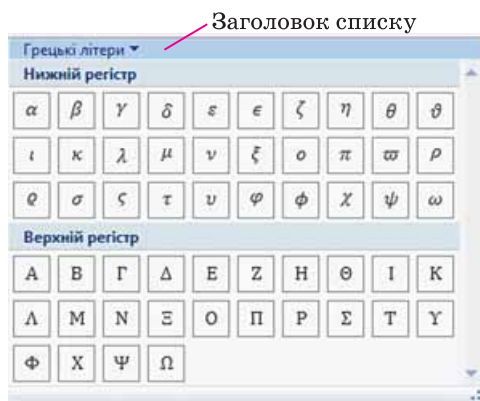 Заголовок списку
Грецькі літери
Нижній регістр
α β γ δ ε ϵ ζ η θ ϑ
ι κ λ μ ν ξ ο π ϖ ρ
ϱ σ ς τ υ φ ϕ χ ψ ω
Верхній регістр
Α Β Γ Δ Ε Ζ Η Θ Ι Κ
Λ Μ Ν Ξ Ο Π Ρ Σ Τ Υ
Φ Χ Ψ Ω